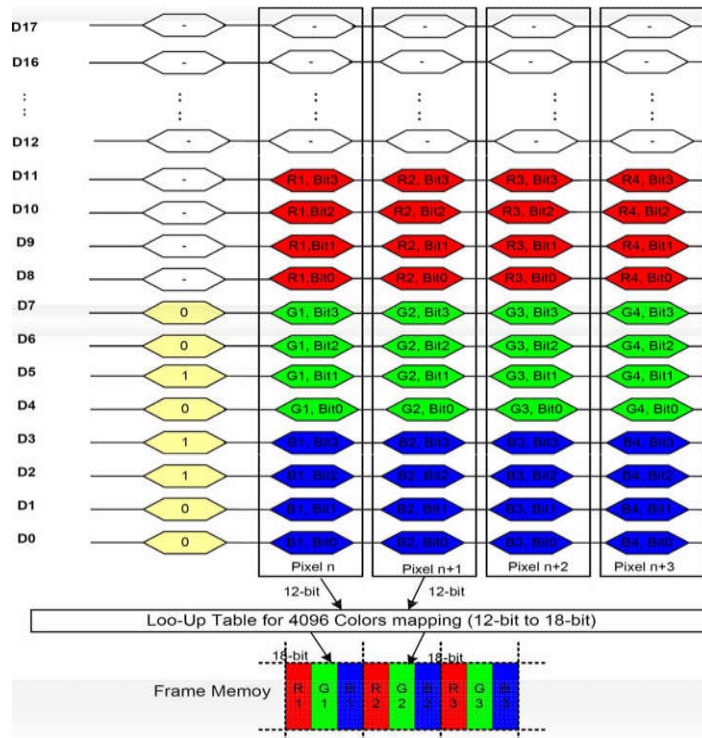 D17 - - - - -
D16 - - - - -
⋮ ⋮ ⋮ ⋮ ⋮ ⋮
D12 - - - - -
D11 - R1, Bit3 R2, Bit3 R3, Bit3 R4, Bit3
D10 - R1,Bit2 R2, Bit2 R3, Bit2 R4, Bit2
D9 - R1,Bit1 R2, Bit1 R3, Bit1 R4, Bit1
D8 - R1,Bit0 R2, Bit0 R3, Bit0 R4, Bit0
D7 0 G1, Bit3 G2, Bit3 G3, Bit3 G4, Bit3
D6 0 G1, Bit2 G2, Bit2 G3, Bit2 G4, Bit2
D5 1 G1, Bit1 G2, Bit1 G3, Bit1 G4, Bit1
D4 0 G1, Bit0 G2, Bit0 G3, Bit0 G4, Bit0
D3 1 B1, Bit3 B2, Bit3 B3, Bit3 B4, Bit3
D2 1 B1, Bit2 B2, Bit2 B3, Bit2 B4, Bit2
D1 0 B1, Bit1 B2, Bit1 B3, Bit1 B4, Bit1
D0 0 B1, Bit0 B2, Bit0 B3, Bit0 B4, Bit0
Pixel n Pixel n+1 Pixel n+2 Pixel n+3
12-bit 12-bit
Loo-Up Table for 4096 Colors mapping (12-bit to 18-bit)
18-bit 18-bit
Frame Memoy
R G B R G B R G B
1 1 1 2 2 2 3 3 3